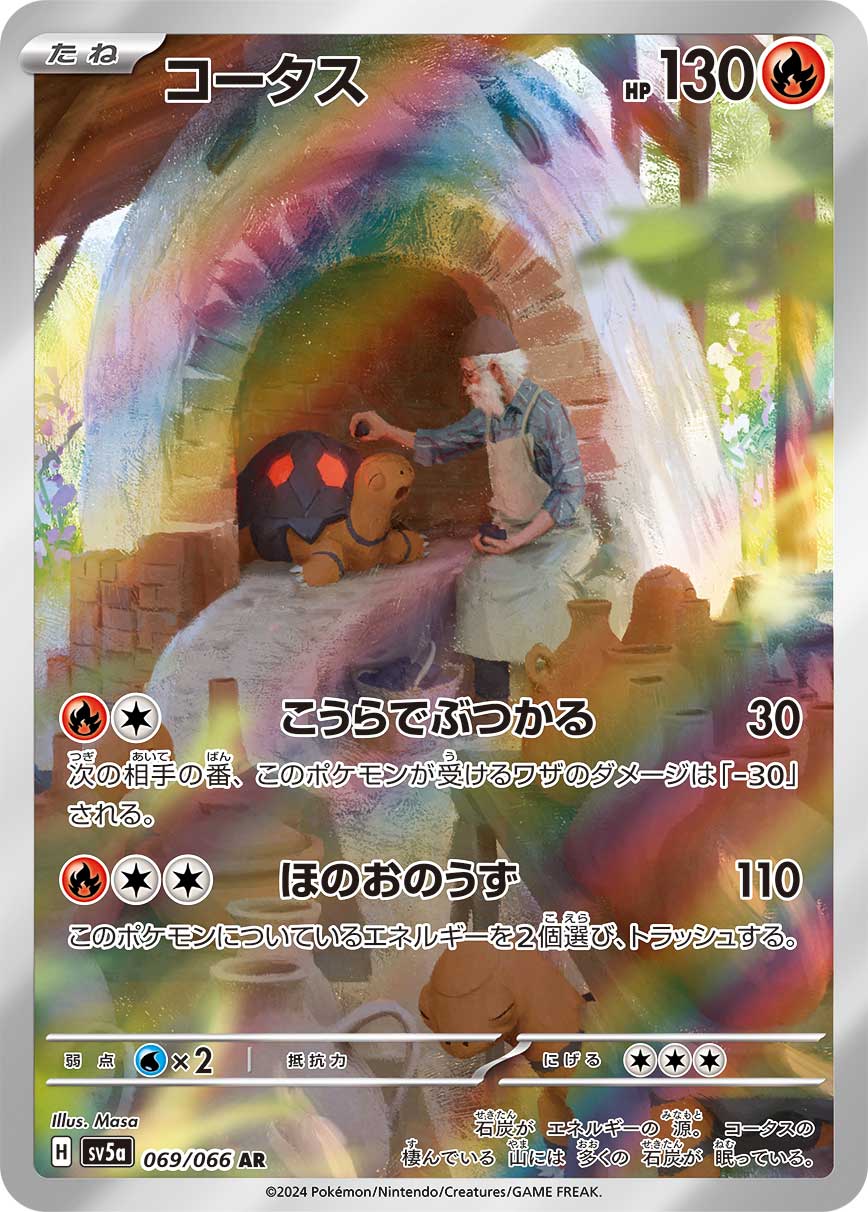 たね
コータス
HP 130
こうらでぶつかる 30
次の相手の番、このポケモンが受けるワザのダメージは「-30」
される。
ほのおのうず 110
このポケモンについているエネルギーを2個選び、トラッシュする。
弱点 ×2 抵抗力 にげる
Illus. Masa
H sv5a 069/066 AR
石炭が エネルギーの 源。 コータスの
棲んでいる 山には 多くの 石炭が 眠っている。
©2024 Pokémon/Nintendo/Creatures/GAME FREAK.